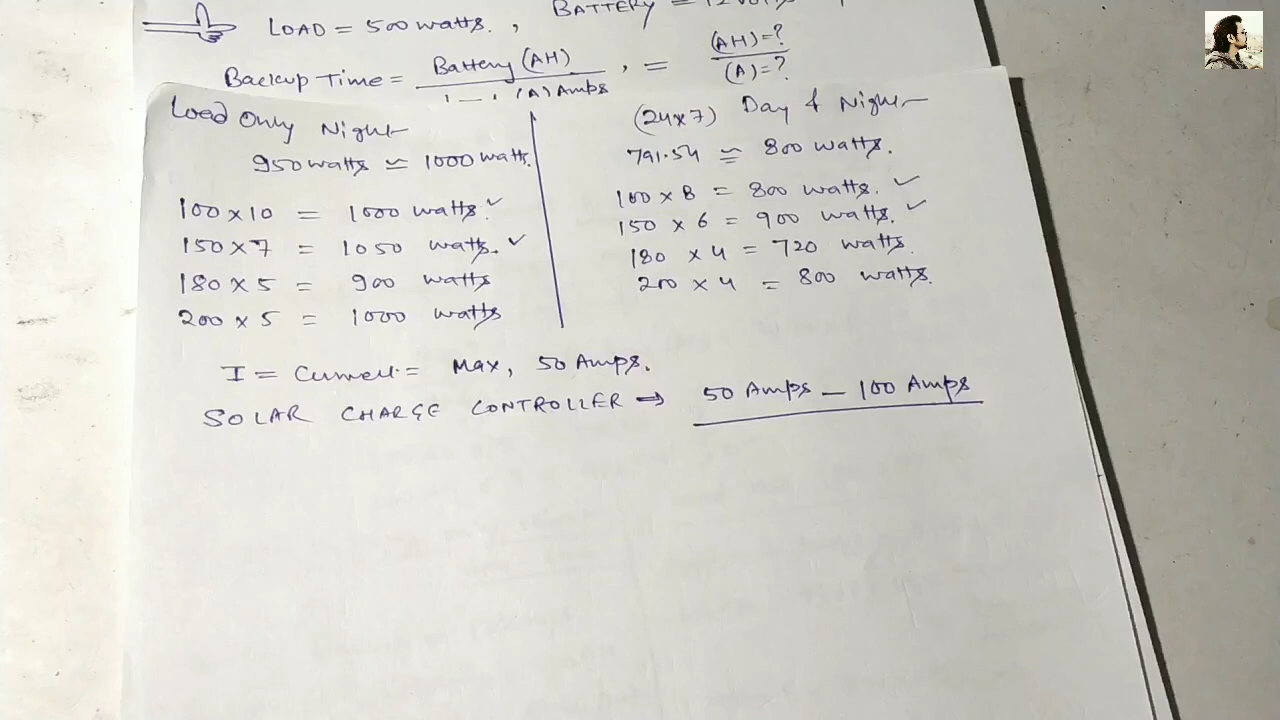 LOAD = 500 watts. , BATTERY = 12
Backup Time = Battery (AH) / (A) Amps , = (AH)=? / (A)=?
Load Only Night
950 watts ≃ 1000 watts.
100 x 10 = 1000 watts. ✓
150 x 7 = 1050 watts. ✓
180 x 5 = 900 watts
200 x 5 = 1000 watts
(24x7) Day & Night
791.54 ≃ 800 watts.
100 x 8 = 800 watts. ✓
150 x 6 = 900 watts. ✓
180 x 4 = 720 watts.
200 x 4 = 800 watts.
I = Current = Max, 50 Amps.
SOLAR CHARGE CONTROLLER → 50 Amps – 100 Amps